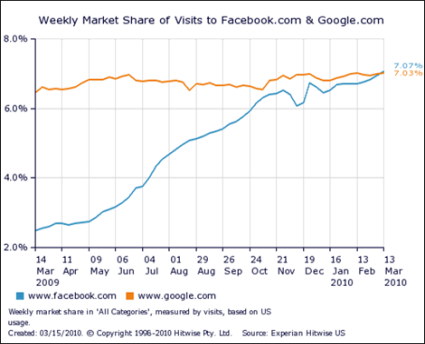 Weekly Market Share of Visits to Facebook.com & Google.com
8.0%
7.07%
7.03%
6.0%
4.0%
2.0%
14 11 09 06 04 01 29 26 24 21 19 16 13 13
Mar Apr May Jun Jul Aug Aug Sep Oct Nov Dec Jan Feb Mar
2009 2010 2010
www.facebook.com www.google.com
Weekly market share in 'All Categories', measured by visits, based on US
usage.
Created: 03/15/2010. © Copyright 1998-2010 Hitwise Pty. Ltd. Source: Experian Hitwise US